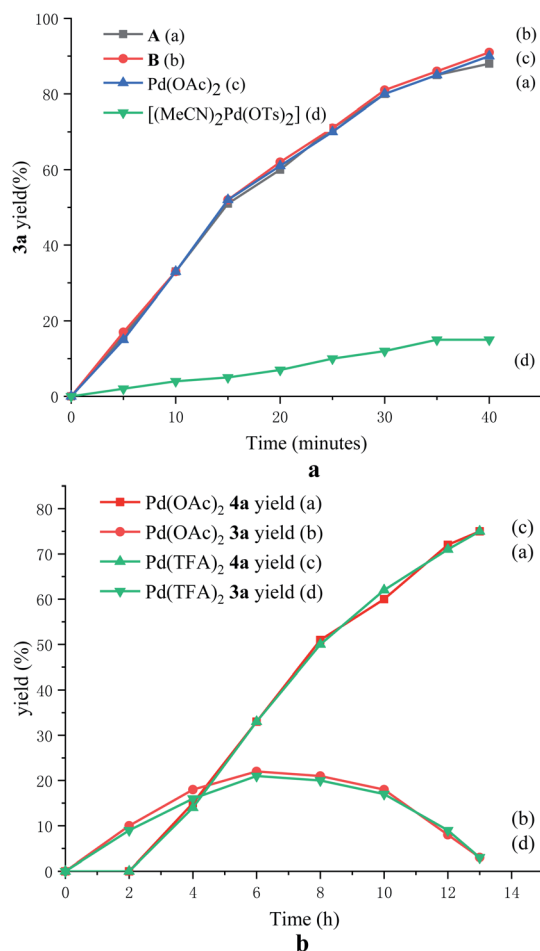 100
80
60
40
20
0
3a yield(%)
A (a)
B (b)
Pd(OAc)2 (c)
[(MeCN)2Pd(OTs)2] (d)
(b)
(c)
(a)
(d)
0 10 20 30 40
Time (minutes)
a
80
70
60
50
40
30
20
10
0
yield (%)
Pd(OAc)2 4a yield (a)
Pd(OAc)2 3a yield (b)
Pd(TFA)2 4a yield (c)
Pd(TFA)2 3a yield (d)
(c)
(a)
(b)
(d)
0 2 4 6 8 10 12 14
Time (h)
b